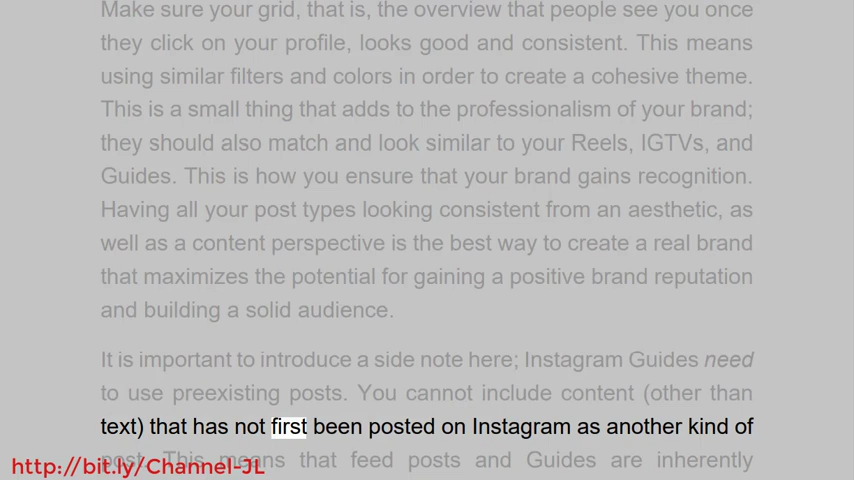 Make sure your grid, that is, the overview that people see you once
they click on your profile, looks good and consistent. This means
using similar filters and colors in order to create a cohesive theme.
This is a small thing that adds to the professionalism of your brand;
they should also match and look similar to your Reels, IGTVs, and
Guides. This is how you ensure that your brand gains recognition.
Having all your post types looking consistent from an aesthetic, as
well as a content perspective is the best way to create a real brand
that maximizes the potential for gaining a positive brand reputation
and building a solid audience.
It is important to introduce a side note here; Instagram Guides need
to use preexisting posts. You cannot include content (other than
text) that has not first been posted on Instagram as another kind of
post. This means that feed posts and Guides are inherently
http://bit.ly/Channel-JL